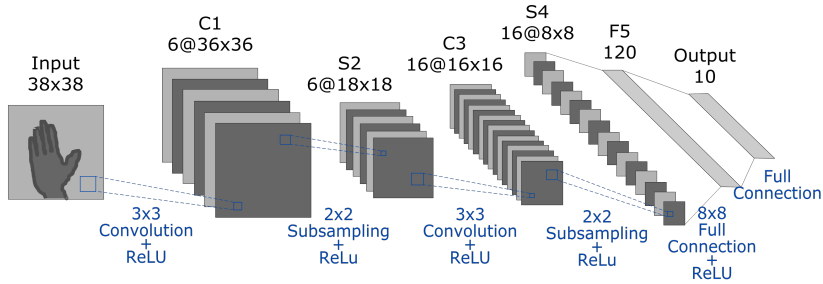 Input
38x38
C1
6@36x36
S2
6@18x18
C3
16@16x16
S4
16@8x8
F5
120
Output
10
3x3
Convolution
+
ReLU
2x2
Subsampling
+
ReLu
3x3
Convolution
+
ReLU
2x2
Subsampling
+
ReLu
8x8
Full
Connection
+
ReLU
Full
Connection